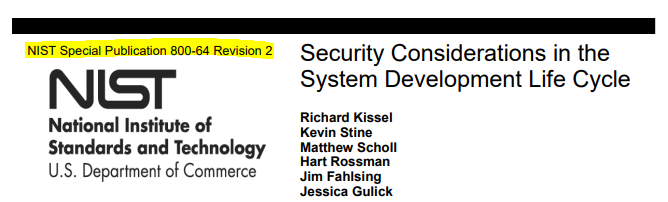 NIST Special Publication 800-64 Revision 2
NIST
National Institute of
Standards and Technology
U.S. Department of Commerce
Security Considerations in the
System Development Life Cycle
Richard Kissel
Kevin Stine
Matthew Scholl
Hart Rossman
Jim Fahlsing
Jessica Gulick